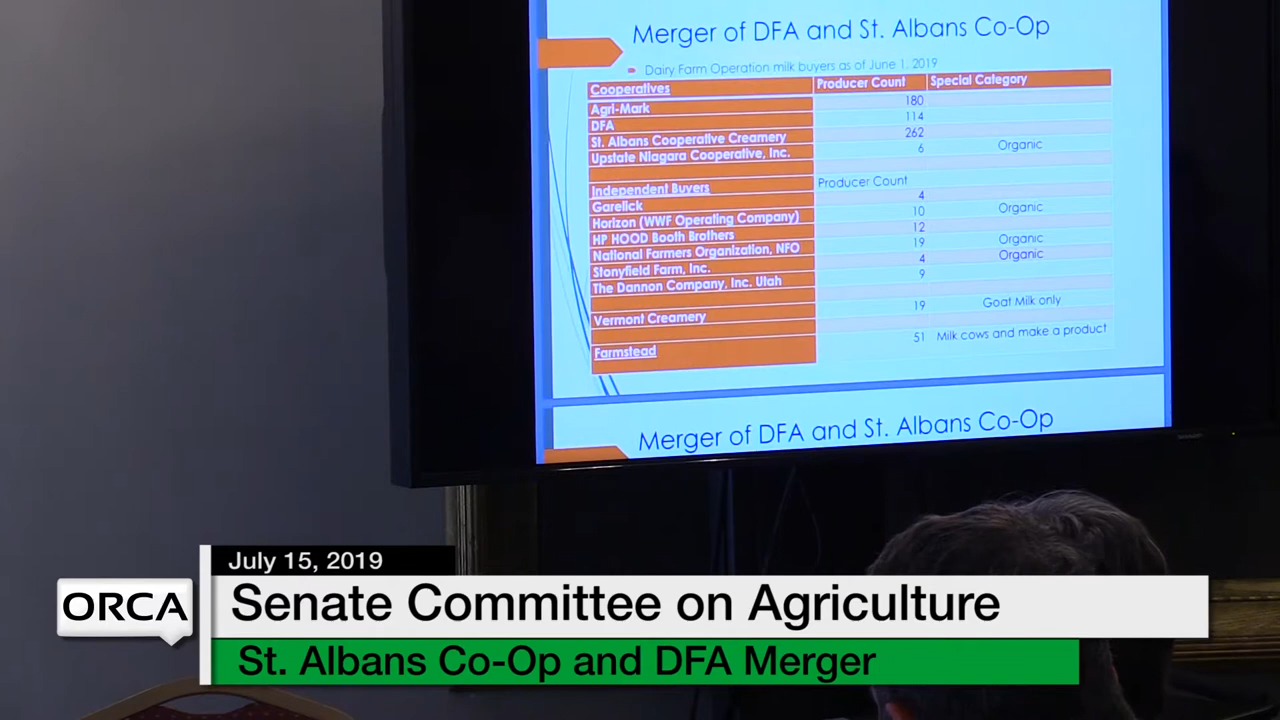 Merger of DFA and St. Albans Co-Op
Dairy Farm Operation milk buyers as of June 1, 2019
Cooperatives Producer Count Special Category
Agri-Mark 180
DFA 114
St. Albans Cooperative Creamery 262
Upstate Niagara Cooperative, Inc. 6 Organic
Independent Buyers Producer Count
Garelick 4
Horizon (WWF Operating Company) 10 Organic
HP HOOD Booth Brothers 12
National Farmers Organization, NFO 19 Organic
Stonyfield Farm, Inc. 4 Organic
The Dannon Company, Inc. Utah 9
Vermont Creamery 19 Goat Milk only
Farmstead 51 Milk cows and make a product
Merger of DFA and St. Albans Co-Op
July 15, 2019
ORCA
Senate Committee on Agriculture
St. Albans Co-Op and DFA Merger